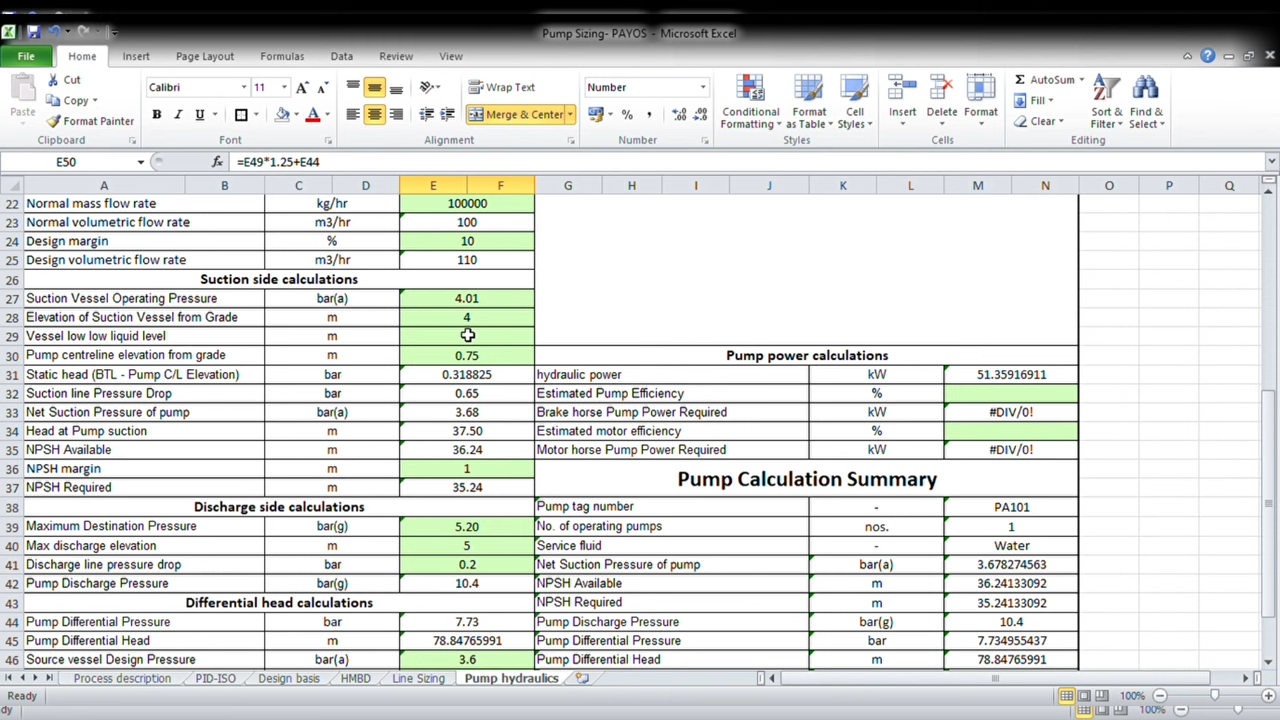 Pump Sizing- PAYOS - Microsoft Excel
File Home Insert Page Layout Formulas Data Review View
Paste
Cut
Copy
Format Painter
Clipboard
Calibri 11
B I U A
Font
Wrap Text
Merge & Center
Alignment
Number
% ,
Number
Conditional Formatting
Format as Table
Cell Styles
Styles
Insert
Delete
Format
Cells
Σ AutoSum
Fill
Clear
Sort & Filter
Find & Select
Editing
E50 fx =E49*1.25+E44
A B C D E F G H I J K L M N O P Q
22 Normal mass flow rate kg/hr 100000
23 Normal volumetric flow rate m3/hr 100
24 Design margin % 10
25 Design volumetric flow rate m3/hr 110
26 Suction side calculations
27 Suction Vessel Operating Pressure bar(a) 4.01
28 Elevation of Suction Vessel from Grade m 4
29 Vessel low low liquid level m
30 Pump centreline elevation from grade m 0.75 Pump power calculations
31 Static head (BTL - Pump C/L Elevation) bar 0.318825 hydraulic power kW 51.35916911
32 Suction line Pressure Drop bar 0.65 Estimated Pump Efficiency %
33 Net Suction Pressure of pump bar(a) 3.68 Brake horse Pump Power Required kW #DIV/0!
34 Head at Pump suction m 37.50 Estimated motor efficiency %
35 NPSH Available m 36.24 Motor horse Pump Power Required kW #DIV/0!
36 NPSH margin m 1 Pump Calculation Summary
37 NPSH Required m 35.24
38 Discharge side calculations Pump tag number - PA101
39 Maximum Destination Pressure bar(g) 5.20 No. of operating pumps nos. 1
40 Max discharge elevation m 5 Service fluid - Water
41 Discharge line pressure drop bar 0.2 Net Suction Pressure of pump bar(a) 3.678274563
42 Pump Discharge Pressure bar(g) 10.4 NPSH Available m 36.24133092
43 Differential head calculations NPSH Required m 35.24133092
44 Pump Differential Pressure bar 7.73 Pump Discharge Pressure bar(g) 10.4
45 Pump Differential Head m 78.84765991 Pump Differential Pressure bar 7.734955437
46 Source vessel Design Pressure bar(a) 3.6 Pump Differential Head m 78.84765991
Process description PID-ISO Design basis HMBD Line Sizing Pump hydraulics
Ready 100%
dy 100%